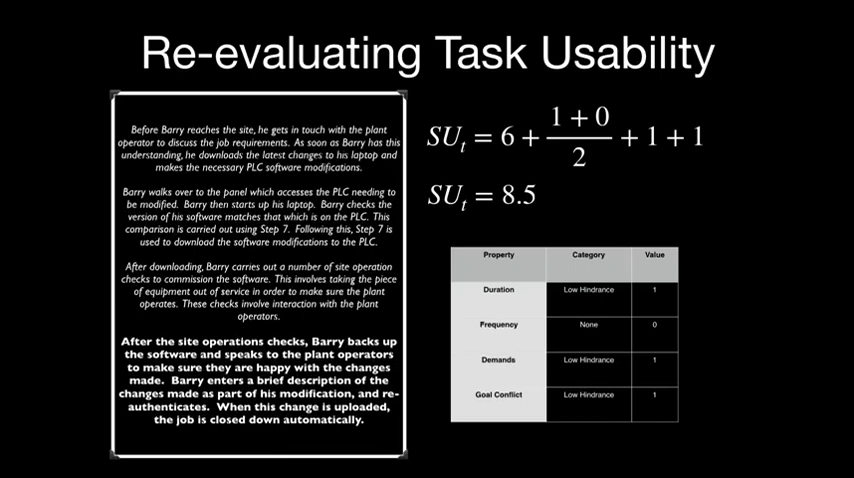 Re-evaluating Task Usability
Before Barry reaches the site, he gets in touch with the plant
operator to discuss the job requirements. As soon as Barry has this
understanding, he downloads the latest changes to his laptop and
makes the necessary PLC software modifications.
Barry walks over to the panel which accesses the PLC needing to
be modified. Barry then starts up his laptop. Barry checks the
version of his software matches that which is on the PLC. This
comparison is carried out using Step 7. Following this, Step 7 is
used to download the software modifications to the PLC.
After downloading, Barry carries out a number of site operation
checks to commission the software. This involves taking the piece
of equipment out of service in order to make sure the plant
operates. These checks involve interaction with the plant
operators.
After the site operations checks, Barry backs up
the software and speaks to the plant operators
to make sure they are happy with the changes
made. Barry enters a brief description of the
changes made as part of his modification, and re-
authenticates. When this change is uploaded,
the job is closed down automatically.
SUt = 6 + (1 + 0)/2 + 1 + 1
SUt = 8.5
Property Category Value
Duration Low Hindrance 1
Frequency None 0
Demands Low Hindrance 1
Goal Conflict Low Hindrance 1